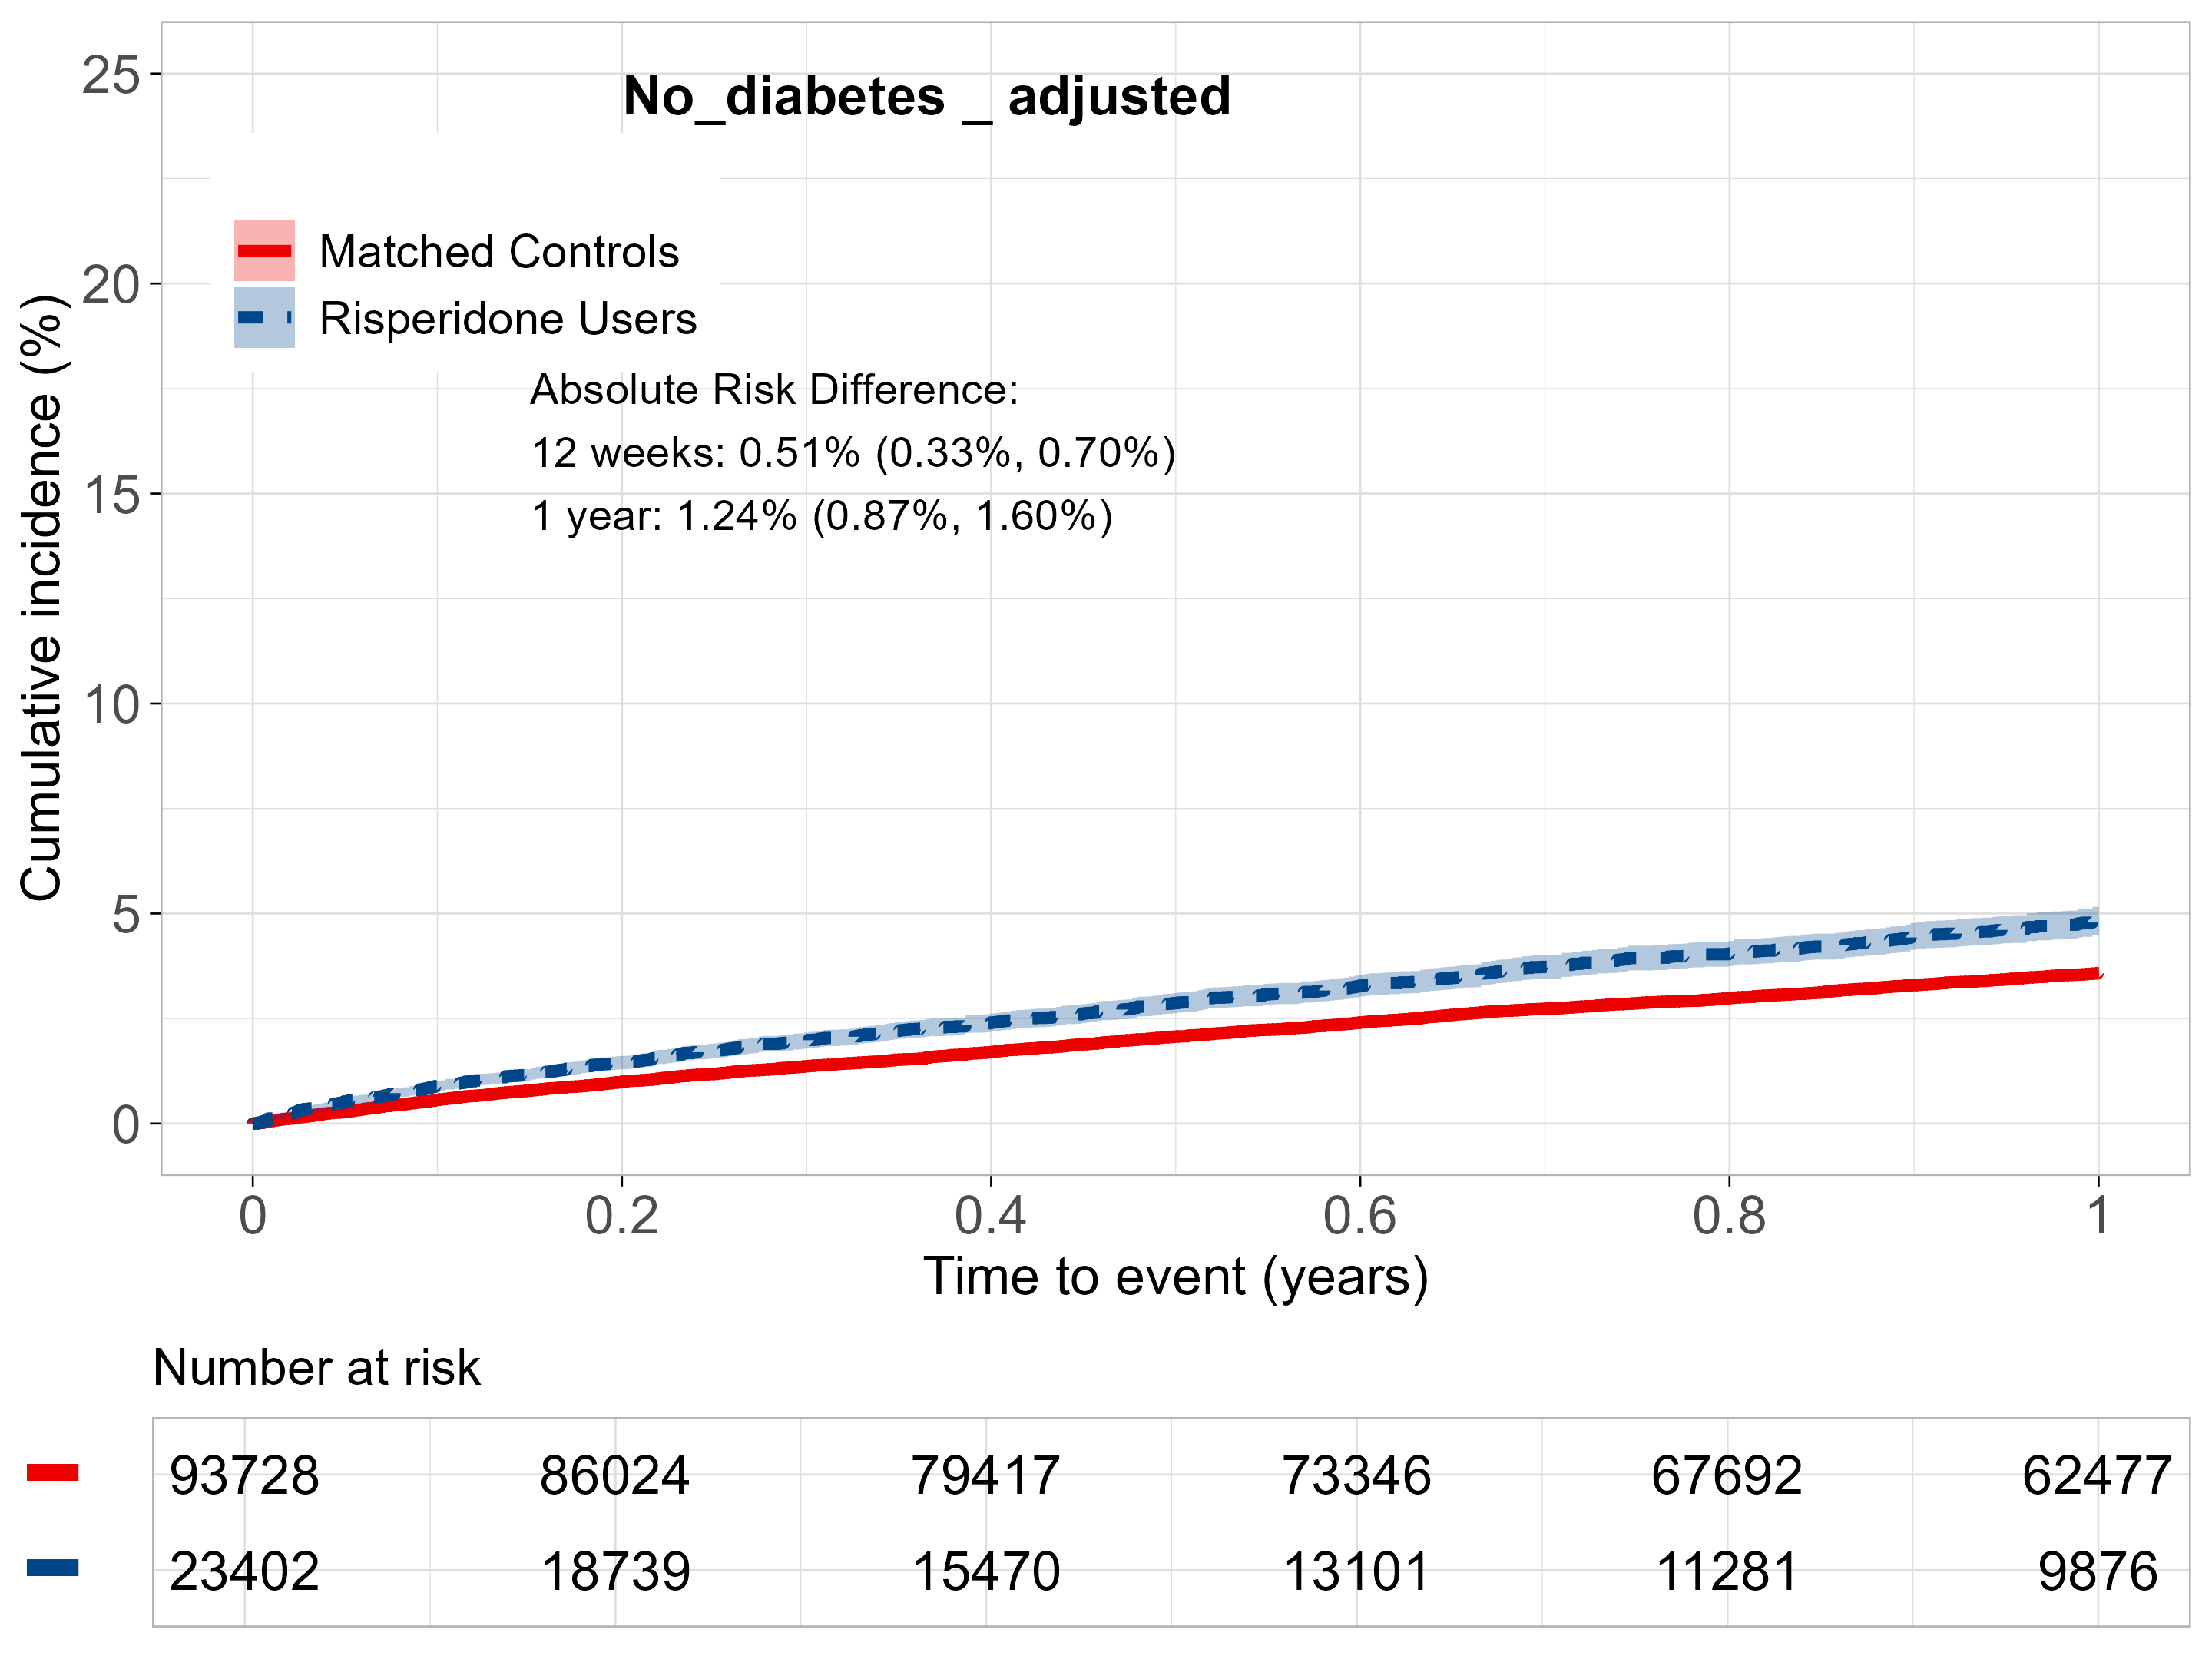 No_diabetes _ adjusted
Matched Controls
Risperidone Users
Absolute Risk Difference:
12 weeks: 0.51% (0.33%, 0.70%)
1 year: 1.24% (0.87%, 1.60%)
Cumulative incidence (%)
25
20
15
10
5
0
0 0.2 0.4 0.6 0.8 1
Time to event (years)
Number at risk
93728 86024 79417 73346 67692 62477
23402 18739 15470 13101 11281 9876